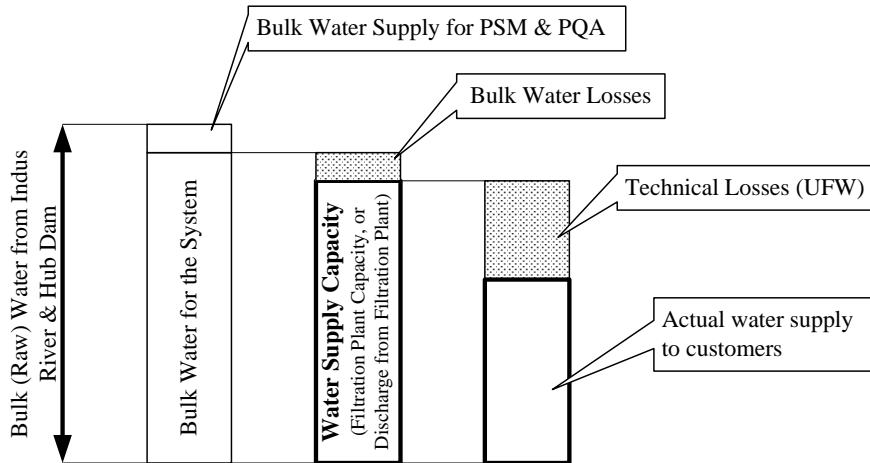 Bulk Water Supply for PSM & PQA
Bulk Water Losses
Technical Losses (UFW)
Actual water supply
to customers
Bulk (Raw) Water from Indus
River & Hub Dam
Bulk Water for the System
Water Supply Capacity
(Filtration Plant Capacity, or
Discharge from Filtration Plant)